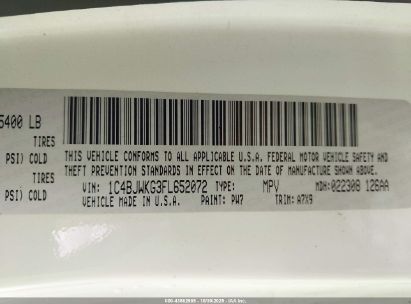 5400 LB
TIRES
PSI) COLD
THIS VEHICLE CONFORMS TO ALL APPLICABLE U.S.A. FEDERAL MOTOR VEHICLE SAFETY AND
TIRES
THEFT PREVENTION STANDARDS IN EFFECT ON THE DATE OF MANUFACTURE SHOWN ABOVE.
PSI) COLD
VIN: 1C4BJWKG3FL652072 TYPE: MPV MDH:022308 126AA
VEHICLE MADE IN U.S.A. PAINT: PW7 TRIM: A7X9